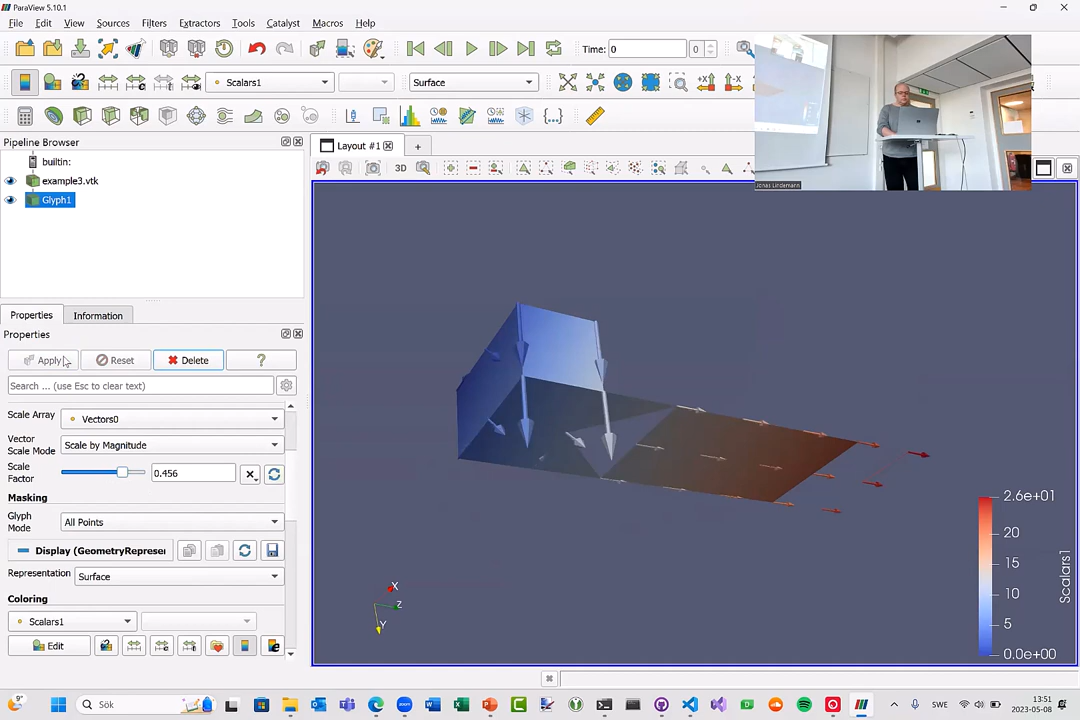 ParaView 5.10.1
File Edit View Sources Filters Extractors Tools Catalyst Macros Help
Time: 0 0
Scalars1 Surface
+X -X
Pipeline Browser
builtin:
example3.vtk
Glyph1
Layout #1
3D
Jonas Lindemann
Properties Information
Properties
Apply Reset Delete ?
Search ... (use Esc to clear text)
Scale Array Vectors0
Vector Scale Mode Scale by Magnitude
Scale Factor 0.456
Masking
Glyph Mode All Points
Display (GeometryRepreser
Representation Surface
Coloring
Scalars1
Edit
X
Z
Y
2.6e+01
20
15
10
5
0.0e+00
Scalars1
9°
Sök
SWE
13:51
2023-05-08